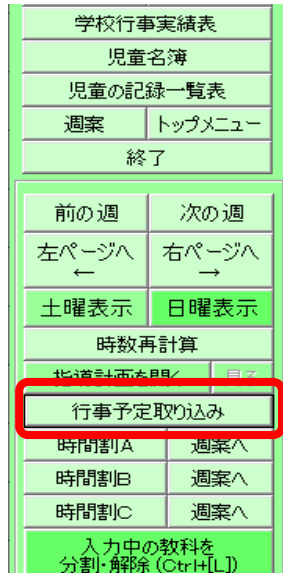 学校行事実績表
児童名簿
児童の記録一覧表
週案 トップメニュー
終了
前の週 次の週
左ページへ 右ページへ
← →
土曜表示 日曜表示
時数再計算
指導計画を開く 見る
行事予定取り込み
時間割A 週案へ
時間割B 週案へ
時間割C 週案へ
入力中の教科を
分割・解除(Ctrl+[L])